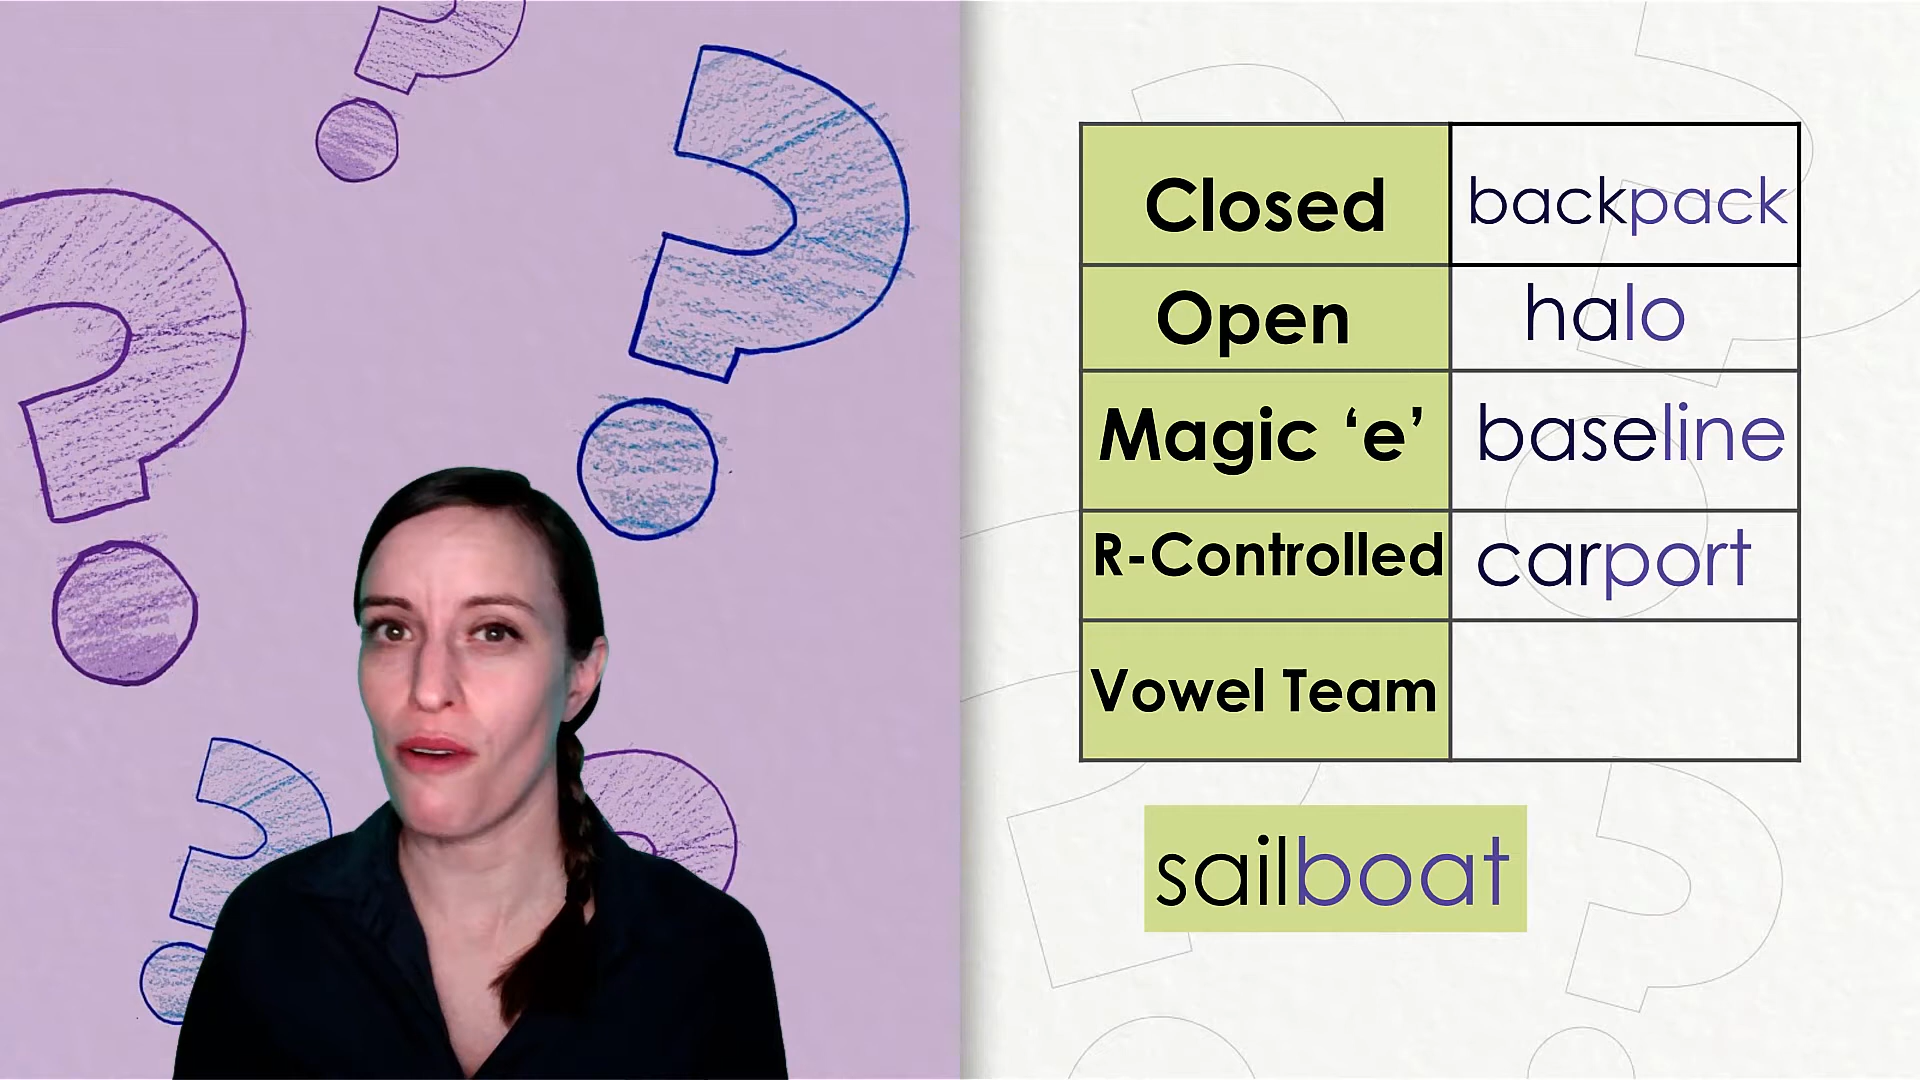 Closed backpack
Open halo
Magic ‘e’ baseline
R-Controlled carport
Vowel Team
sailboat